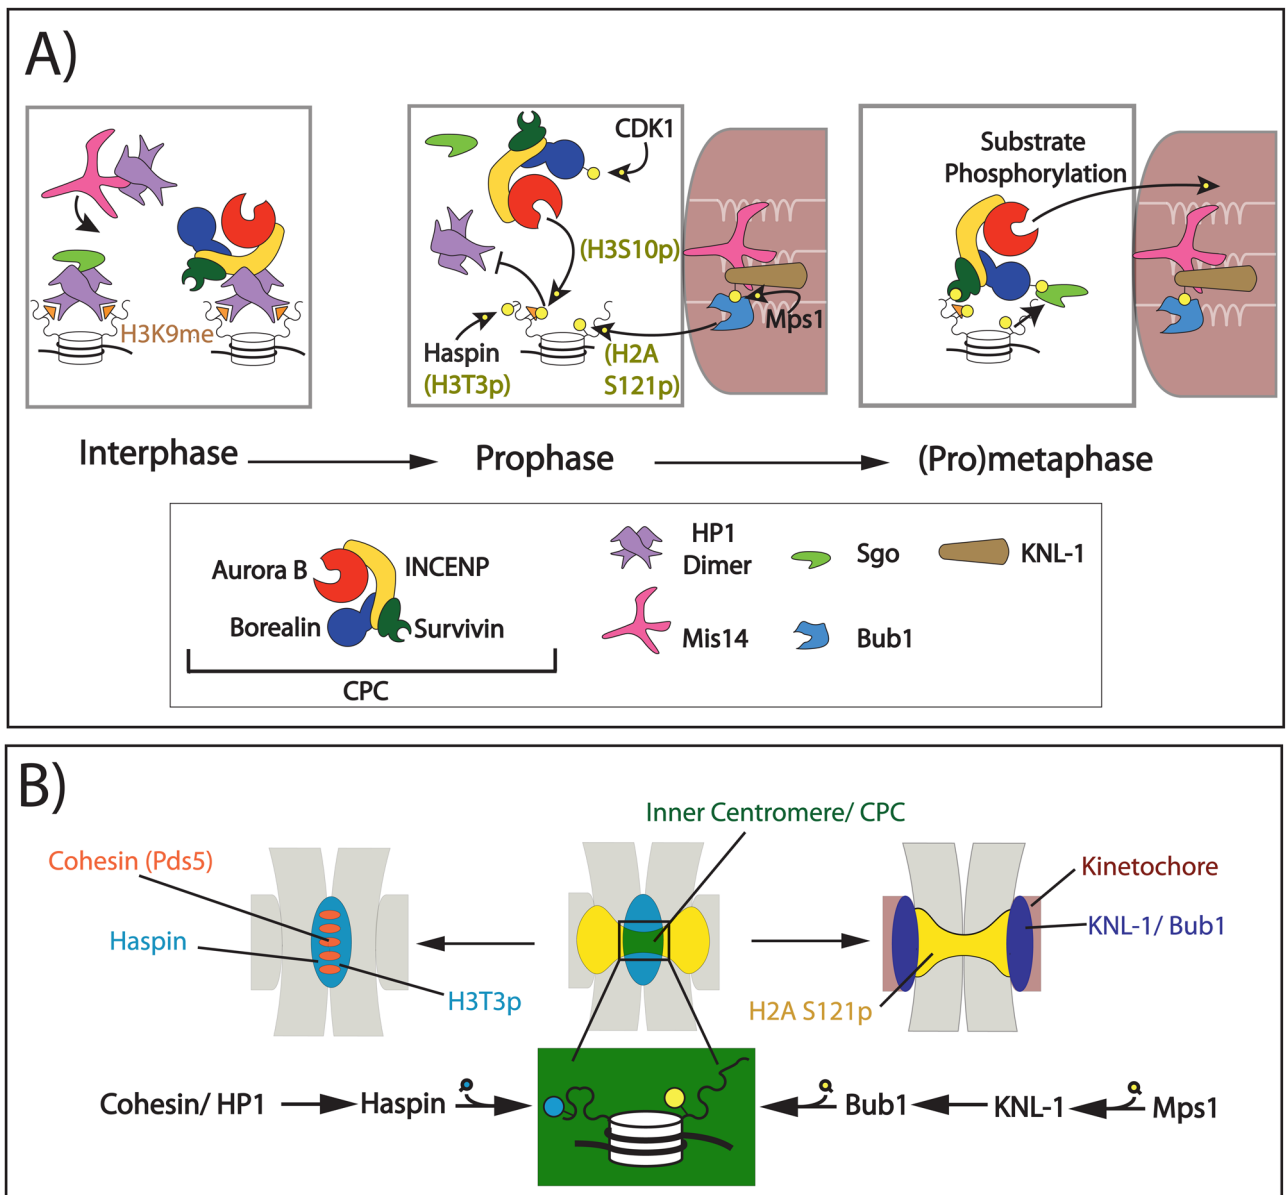 A)
CDK1
(H3S10p)
H3K9me
Mps1
Haspin
(H3T3p)
(H2A
S121p)
Substrate
Phosphorylation
Interphase
Prophase
(Pro)metaphase
Aurora B
INCENP
Borealin
Survivin
CPC
HP1
Dimer
Sgo
KNL-1
Mis14
Bub1
B)
Inner Centromere/ CPC
Cohesin (Pds5)
Haspin
H3T3p
Kinetochore
KNL-1/ Bub1
H2A S121p
Cohesin/ HP1
Haspin
Bub1
KNL-1
Mps1